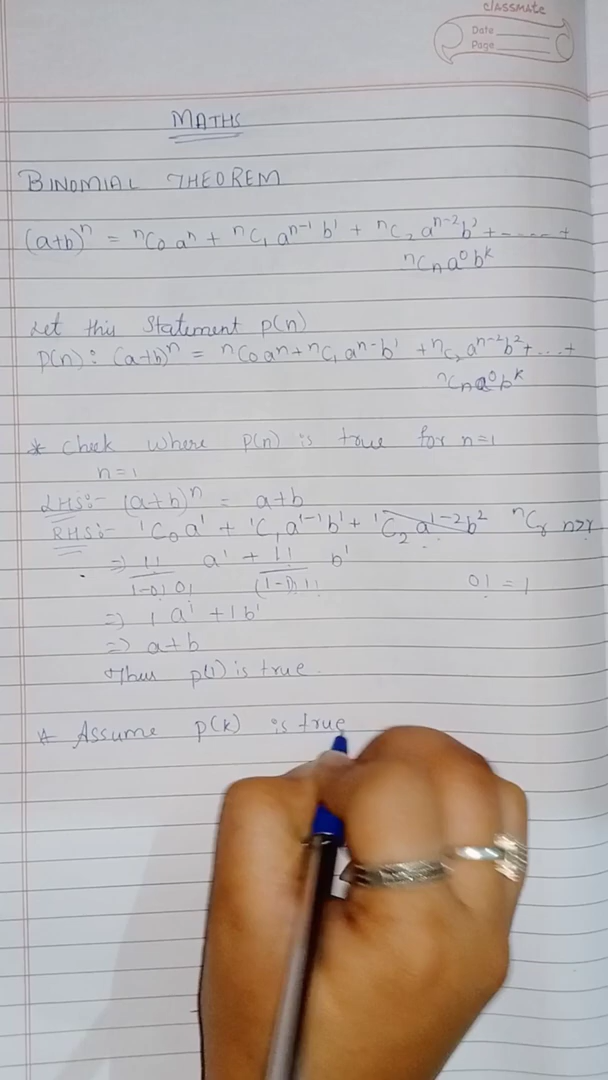 classmate
Date
Page
MATHS
BINOMIAL THEOREM
(a+b)ⁿ = ⁿC₀ aⁿ + ⁿC₁ aⁿ⁻¹ b¹ + ⁿC₂ aⁿ⁻² b² + ---- +
ⁿCₙ a⁰ bᵏ
Let this Statement p(n)
P(n) : (a+b)ⁿ = ⁿC₀ aⁿ + ⁿC₁ aⁿ⁻ b¹ + ⁿC₂ aⁿ⁻² b² + ... +
ⁿCₙ a⁰ bᵏ
* Check where p(n) is true for n=1
n=1
LHS:- (a+b)ⁿ = a+b
RHS:- ¹C₀ a¹ + ¹C₁ a¹⁻¹ b¹ + ¹C₂ a¹⁻² b² ⁿCᵣ n≥r
=> 1! / (1-0)! 0! a¹ + 1! / (1-1)! 1! b¹
0! = 1
=> 1 a¹ + 1 b¹
=> a+b
Thus p(1) is true.
* Assume p(k) is true